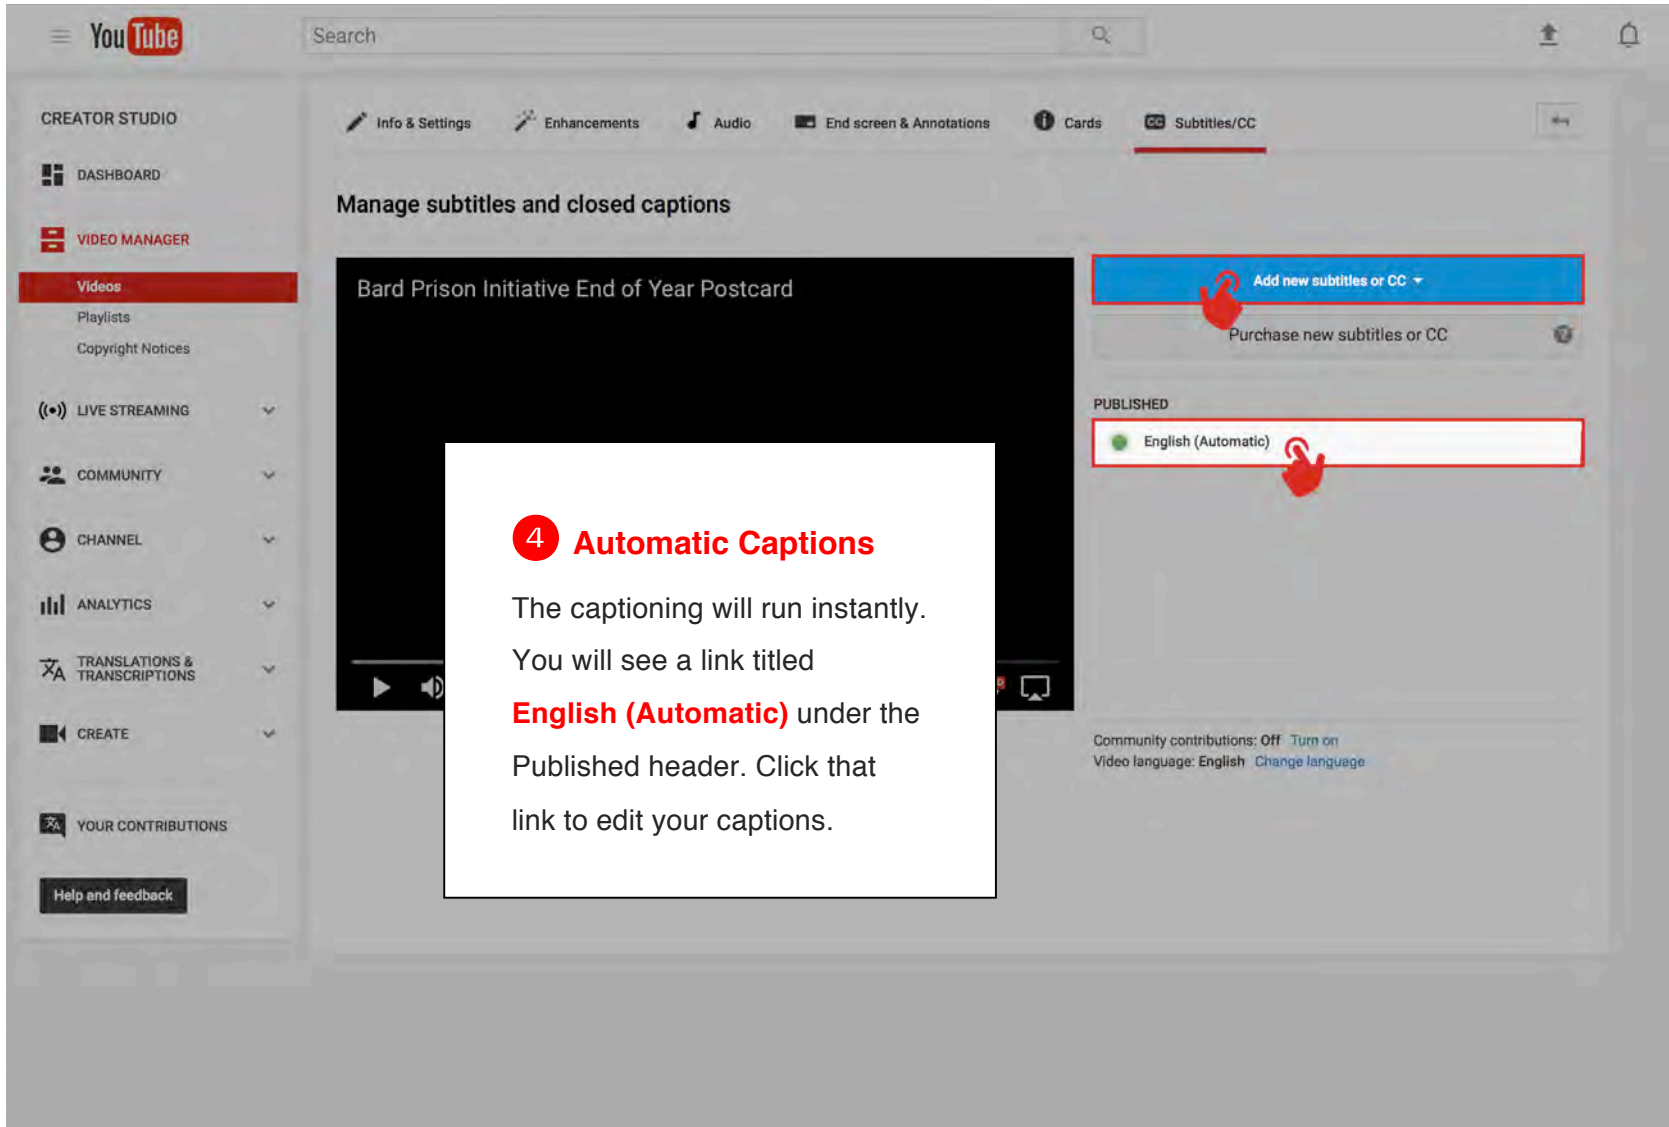 YouTube
Search
CREATOR STUDIO
DASHBOARD
VIDEO MANAGER
Videos
Playlists
Copyright Notices
LIVE STREAMING
COMMUNITY
CHANNEL
ANALYTICS
TRANSLATIONS &
TRANSCRIPTIONS
CREATE
YOUR CONTRIBUTIONS
Help and feedback
Info & Settings
Enhancements
Audio
End screen & Annotations
Cards
CC Subtitles/CC
Manage subtitles and closed captions
Bard Prison Initiative End of Year Postcard
Add new subtitles or CC
Purchase new subtitles or CC
PUBLISHED
English (Automatic)
4 Automatic Captions
The captioning will run instantly.
You will see a link titled
English (Automatic) under the
Published header. Click that
link to edit your captions.
Community contributions: Off Turn on
Video language: English Change language